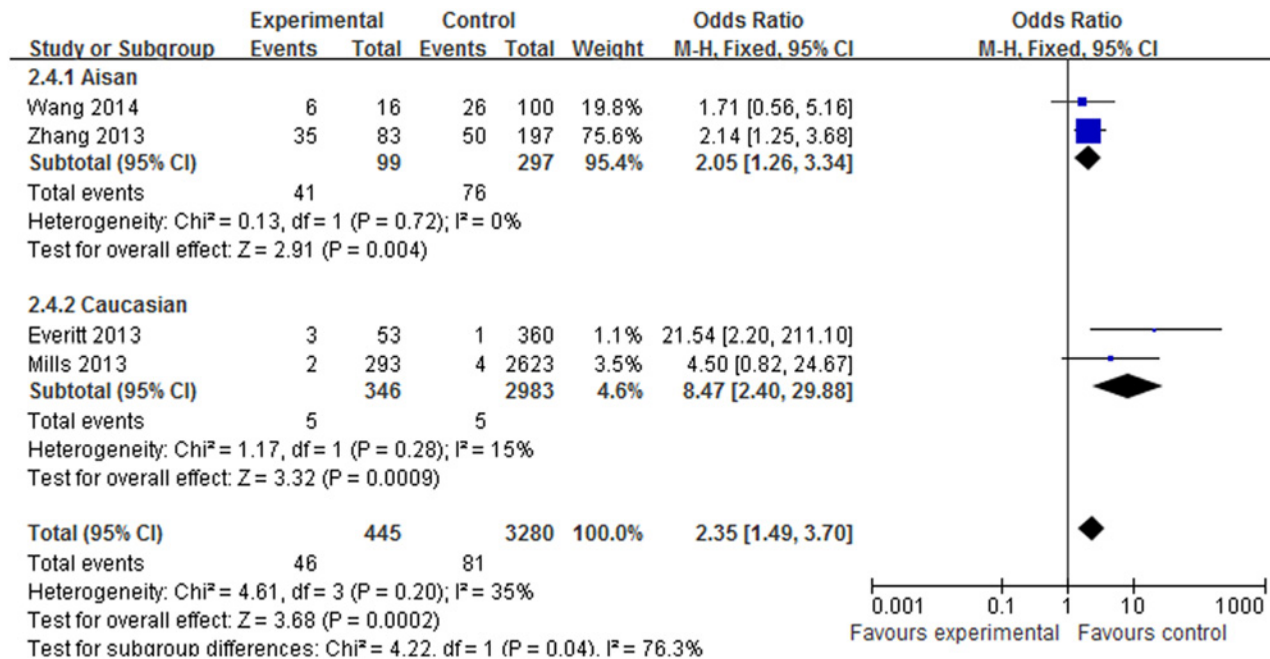 Experimental Control Odds Ratio Odds Ratio
Study or Subgroup Events Total Events Total Weight M-H, Fixed, 95% CI M-H, Fixed, 95% CI
2.4.1 Aisan
Wang 2014 6 16 26 100 19.8% 1.71 [0.56, 5.16]
Zhang 2013 35 83 50 197 75.6% 2.14 [1.25, 3.68]
Subtotal (95% CI) 99 297 95.4% 2.05 [1.26, 3.34]
Total events 41 76
Heterogeneity: Chi² = 0.13, df = 1 (P = 0.72); I² = 0%
Test for overall effect: Z = 2.91 (P = 0.004)
2.4.2 Caucasian
Everitt 2013 3 53 1 360 1.1% 21.54 [2.20, 211.10]
Mills 2013 2 293 4 2623 3.5% 4.50 [0.82, 24.67]
Subtotal (95% CI) 346 2983 4.6% 8.47 [2.40, 29.88]
Total events 5 5
Heterogeneity: Chi² = 1.17, df = 1 (P = 0.28); I² = 15%
Test for overall effect: Z = 3.32 (P = 0.0009)
Total (95% CI) 445 3280 100.0% 2.35 [1.49, 3.70]
Total events 46 81
Heterogeneity: Chi² = 4.61, df = 3 (P = 0.20); I² = 35%
Test for overall effect: Z = 3.68 (P = 0.0002)
Test for subgroup differences: Chi² = 4.22, df = 1 (P = 0.04), I² = 76.3%
0.001 0.1 1 10 1000
Favours experimental Favours control